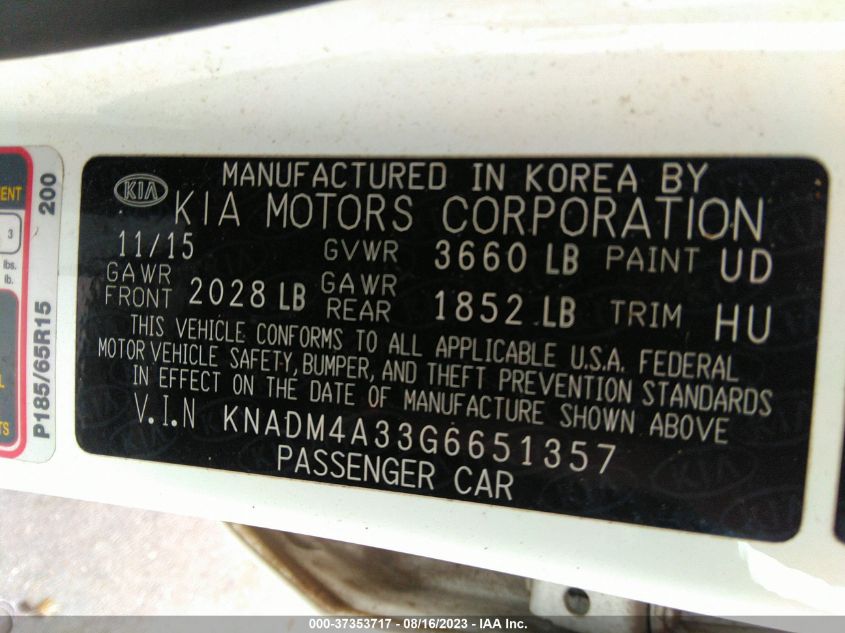 MANUFACTURED IN KOREA BY
KIA
KIA MOTORS CORPORATION
11/15 GVWR 3660 LB PAINT UD
GAWR FRONT 2028 LB GAWR REAR 1852 LB TRIM HU
THIS VEHICLE CONFORMS TO ALL APPLICABLE U.S.A. FEDERAL
MOTOR VEHICLE SAFETY, BUMPER, AND THEFT PREVENTION STANDARDS
IN EFFECT ON THE DATE OF MANUFACTURE SHOWN ABOVE
V.I.N KNADM4A33G6651357
PASSENGER CAR
P185/65R15 200
3
lbs.
lb.
000-37353717 - 08/16/2023 - IAA Inc.